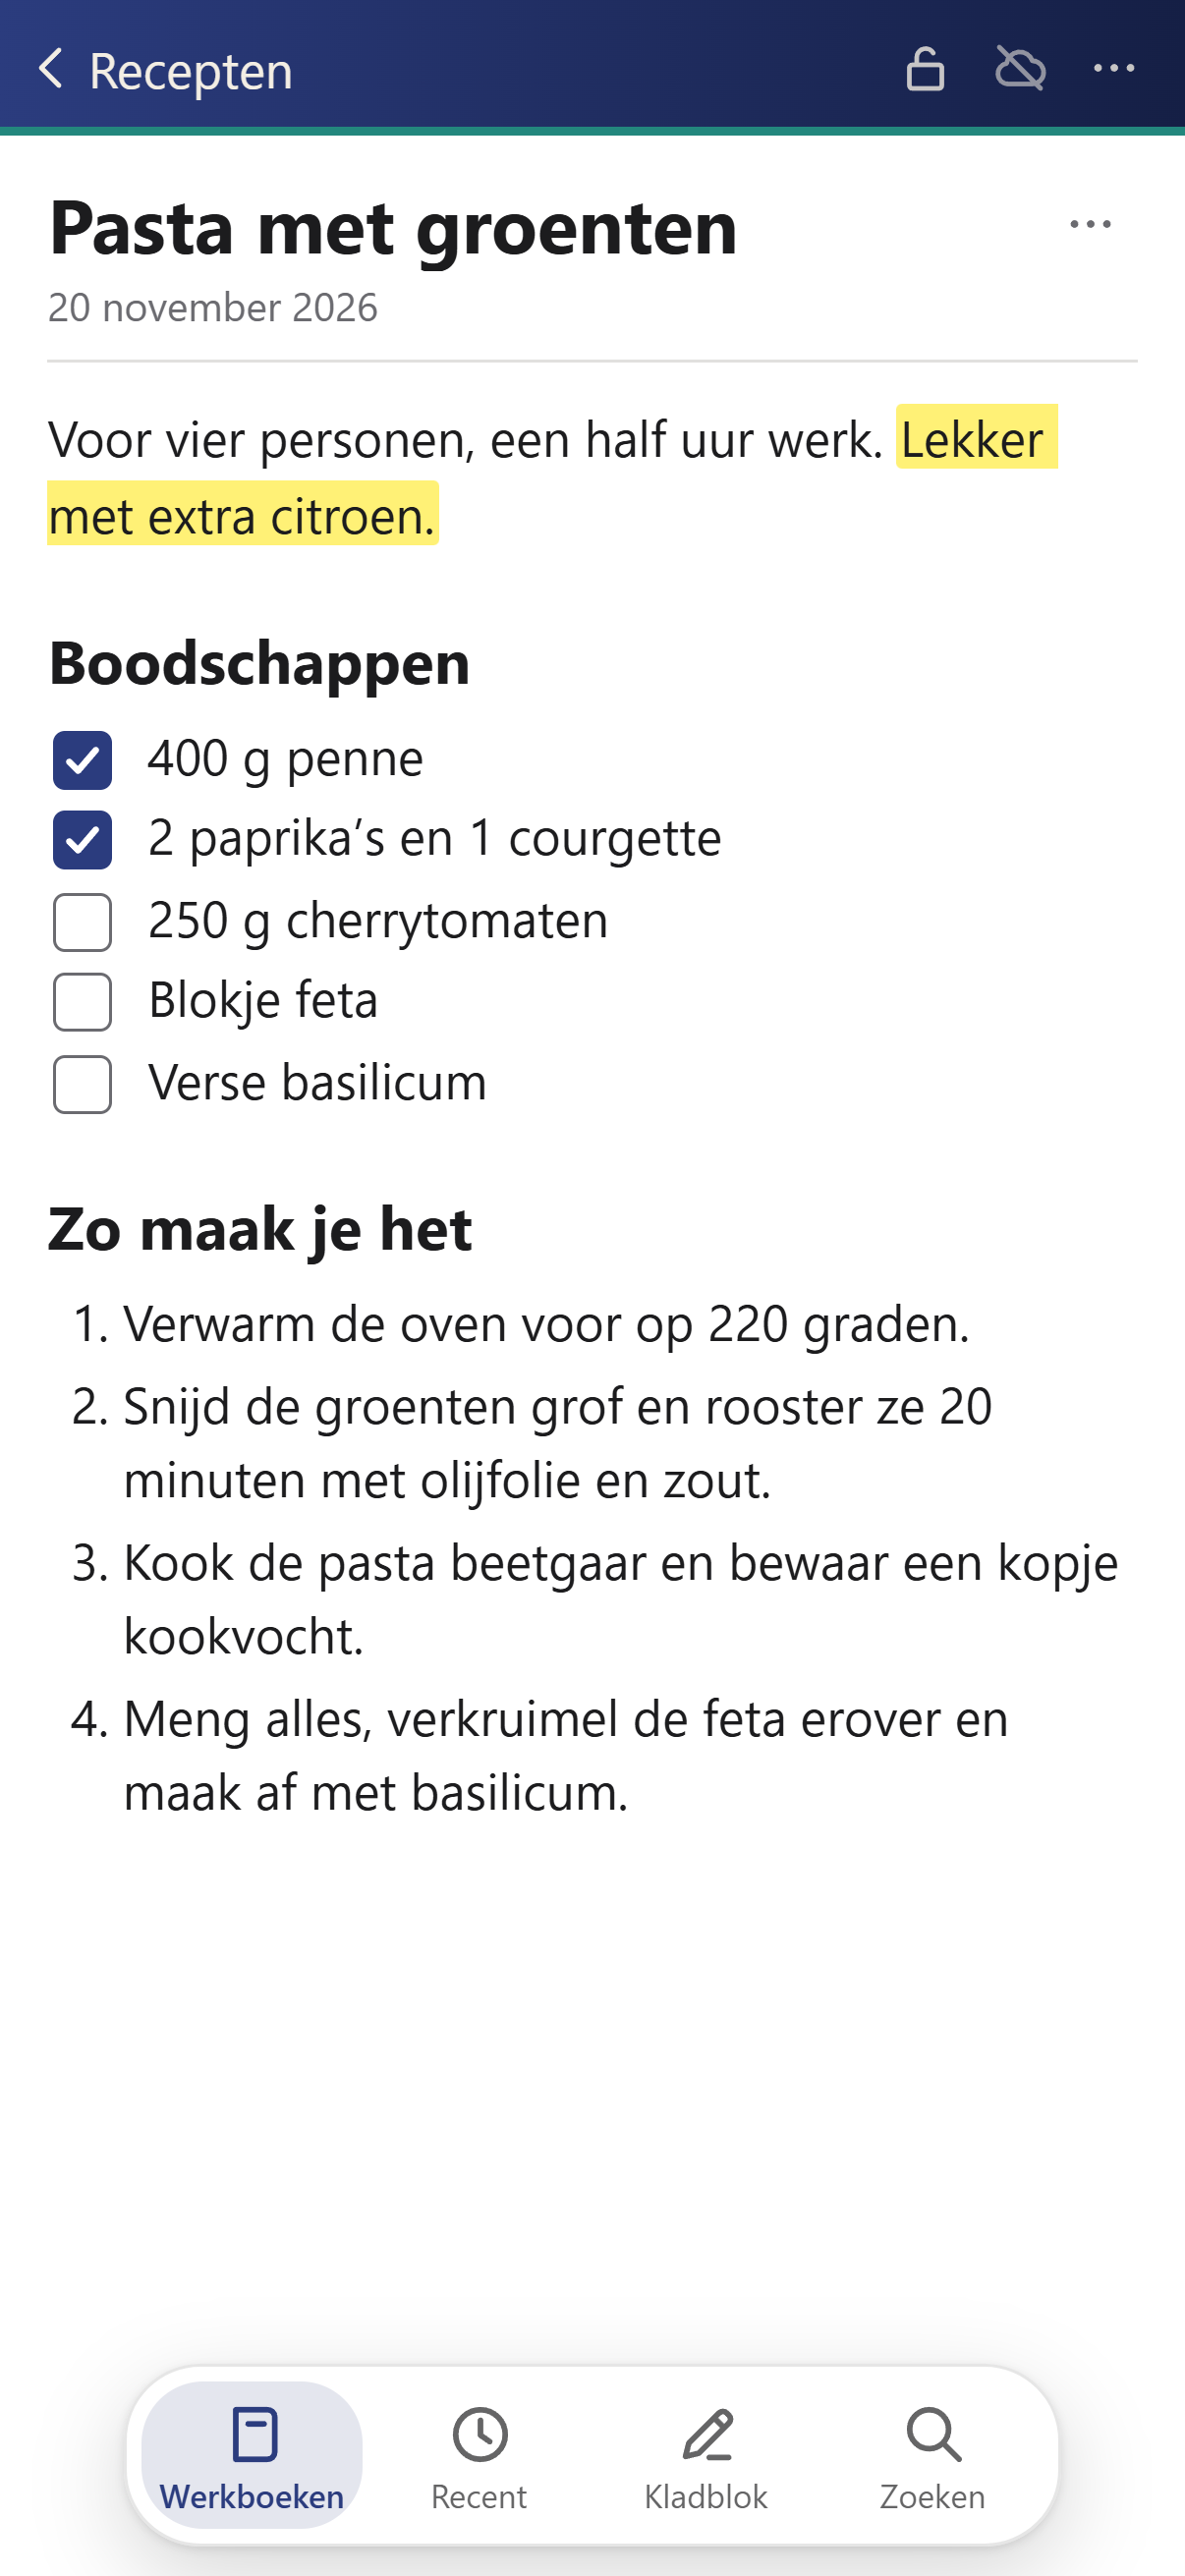 Recepten
Pasta met groenten
20 november 2026
Voor vier personen, een half uur werk. Lekker
met extra citroen.
Boodschappen
400 g penne
2 paprika’s en 1 courgette
250 g cherrytomaten
Blokje feta
Verse basilicum
Zo maak je het
1. Verwarm de oven voor op 220 graden.
2. Snijd de groenten grof en rooster ze 20
minuten met olijfolie en zout.
3. Kook de pasta beetgaar en bewaar een kopje
kookvocht.
4. Meng alles, verkruimel de feta erover en
maak af met basilicum.
Werkboeken
Recent
Kladblok
Zoeken